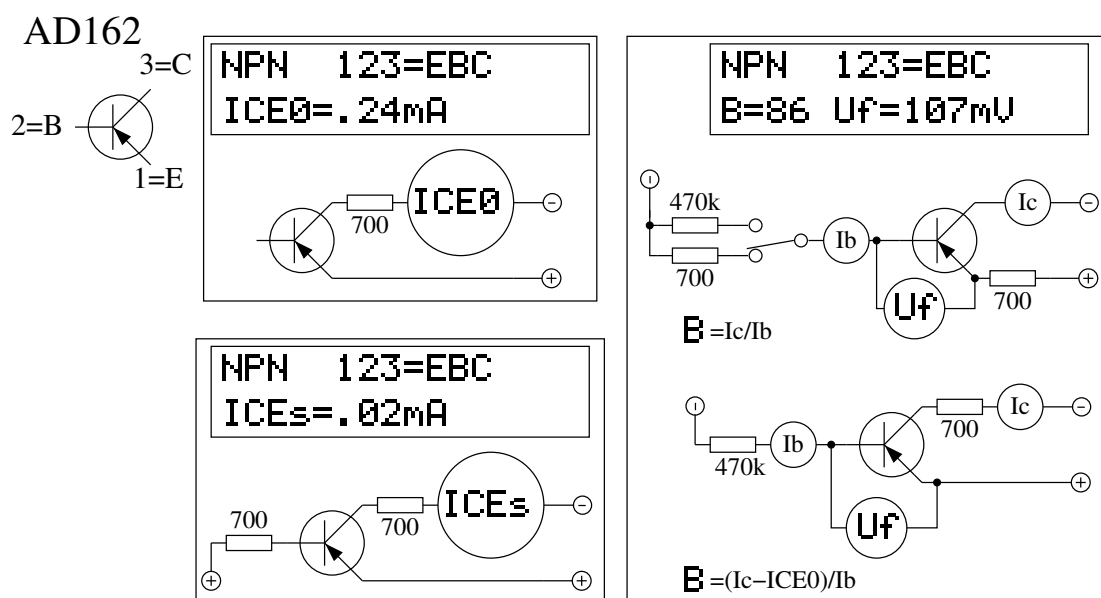 AD162
3=C
2=B
1=E
NPN 123=EBC
ICE0=.24mA
700
ICE0
−
+
NPN 123=EBC
ICEs=.02mA
700
700
ICEs
−
+
+
NPN 123=EBC
B=86 Uf=107mV
−
470k
700
Ib
Ic
−
Uf
700
+
B=Ic/Ib
−
470k
Ib
700
Ic
−
+
Uf
B=(Ic−ICE0)/Ib